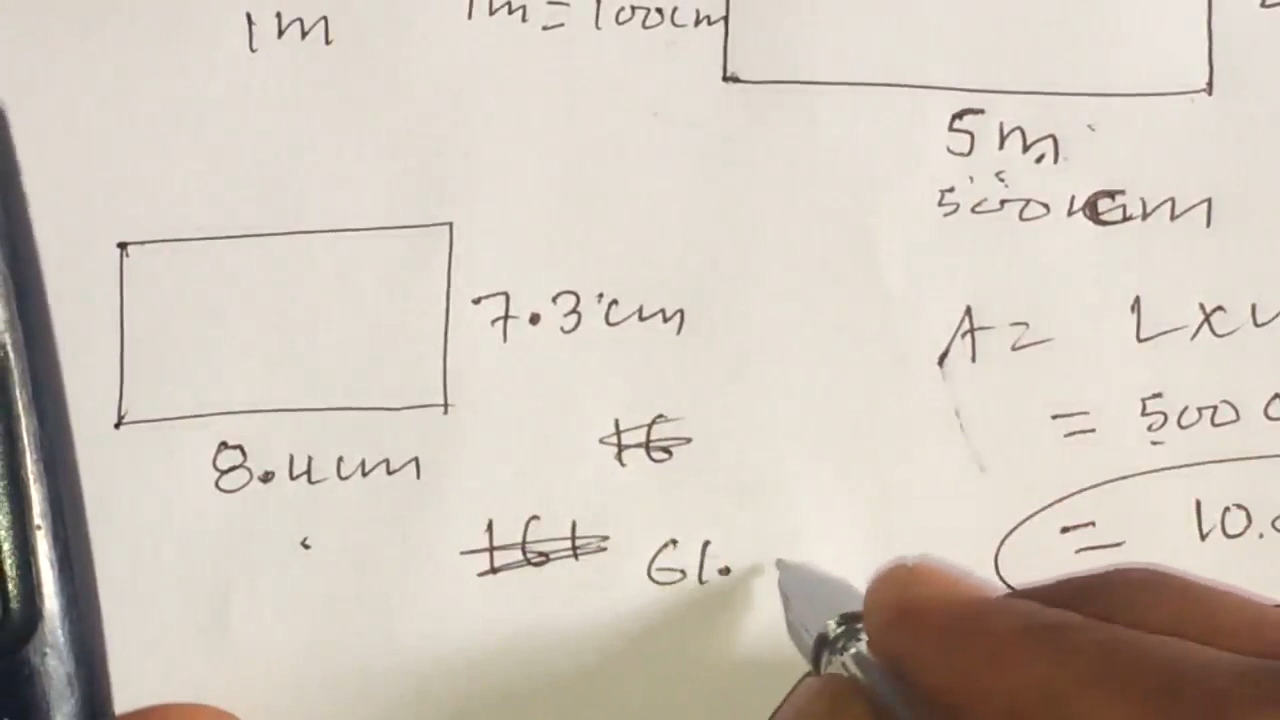 1m
1m = 100cm
5m
500cm
7.3cm
A = L x
8.4cm
16
= 500
161
61.
= 10.